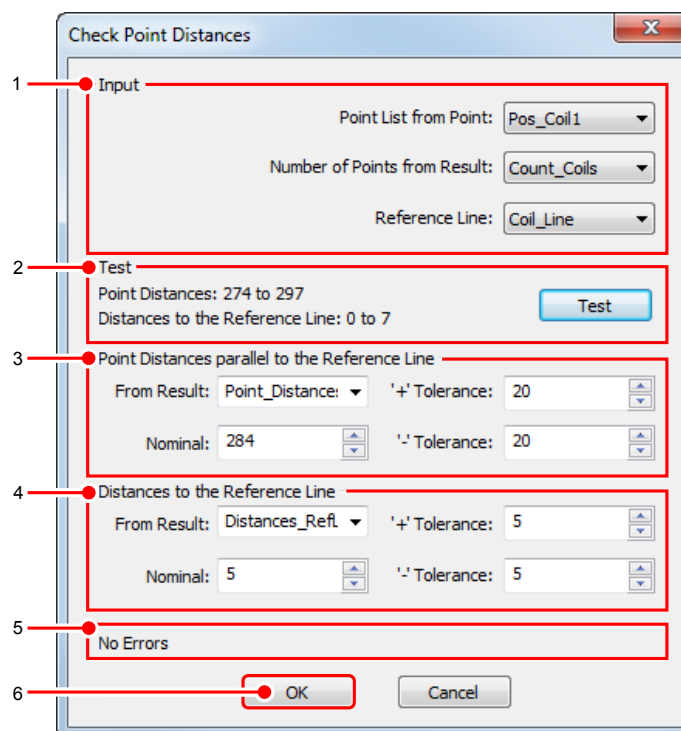 Check Point Distances
x
1
Input
Point List from Point: Pos_Coil1
Number of Points from Result: Count_Coils
Reference Line: Coil_Line
2
Test
Point Distances: 274 to 297
Distances to the Reference Line: 0 to 7
Test
3
Point Distances parallel to the Reference Line
From Result: Point_Distance: '+' Tolerance: 20
Nominal: 284 '-' Tolerance: 20
4
Distances to the Reference Line
From Result: Distances_RefL '+' Tolerance: 5
Nominal: 5 '-' Tolerance: 5
5
No Errors
6
OK Cancel